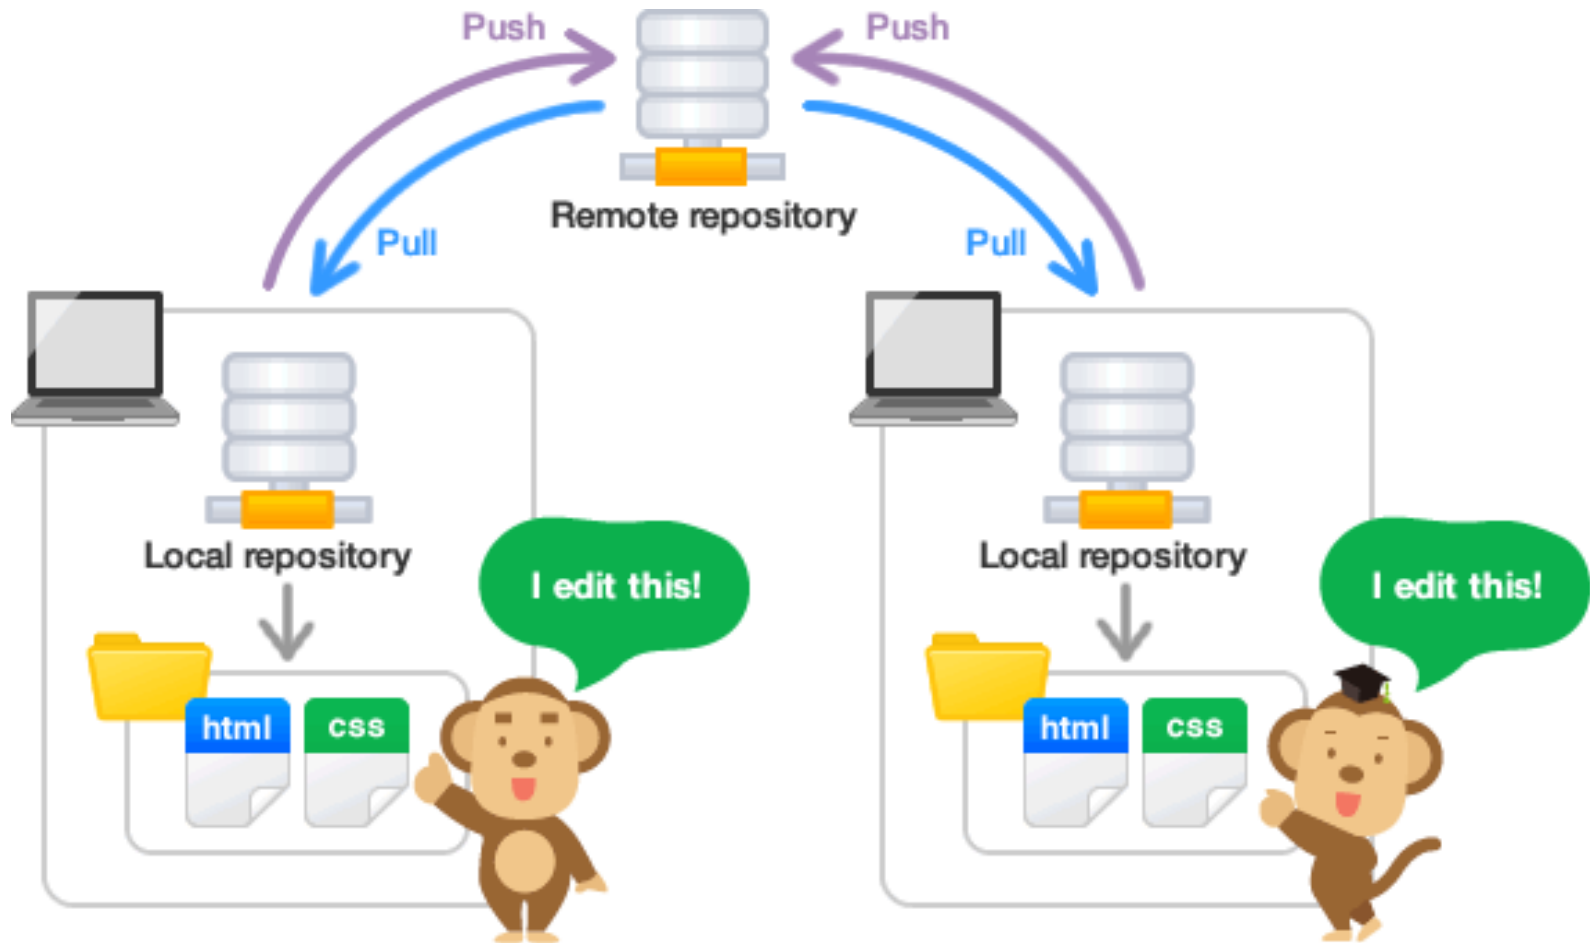 Push
Push
Remote repository
Pull
Pull
Local repository
Local repository
I edit this!
I edit this!
html
css
html
css